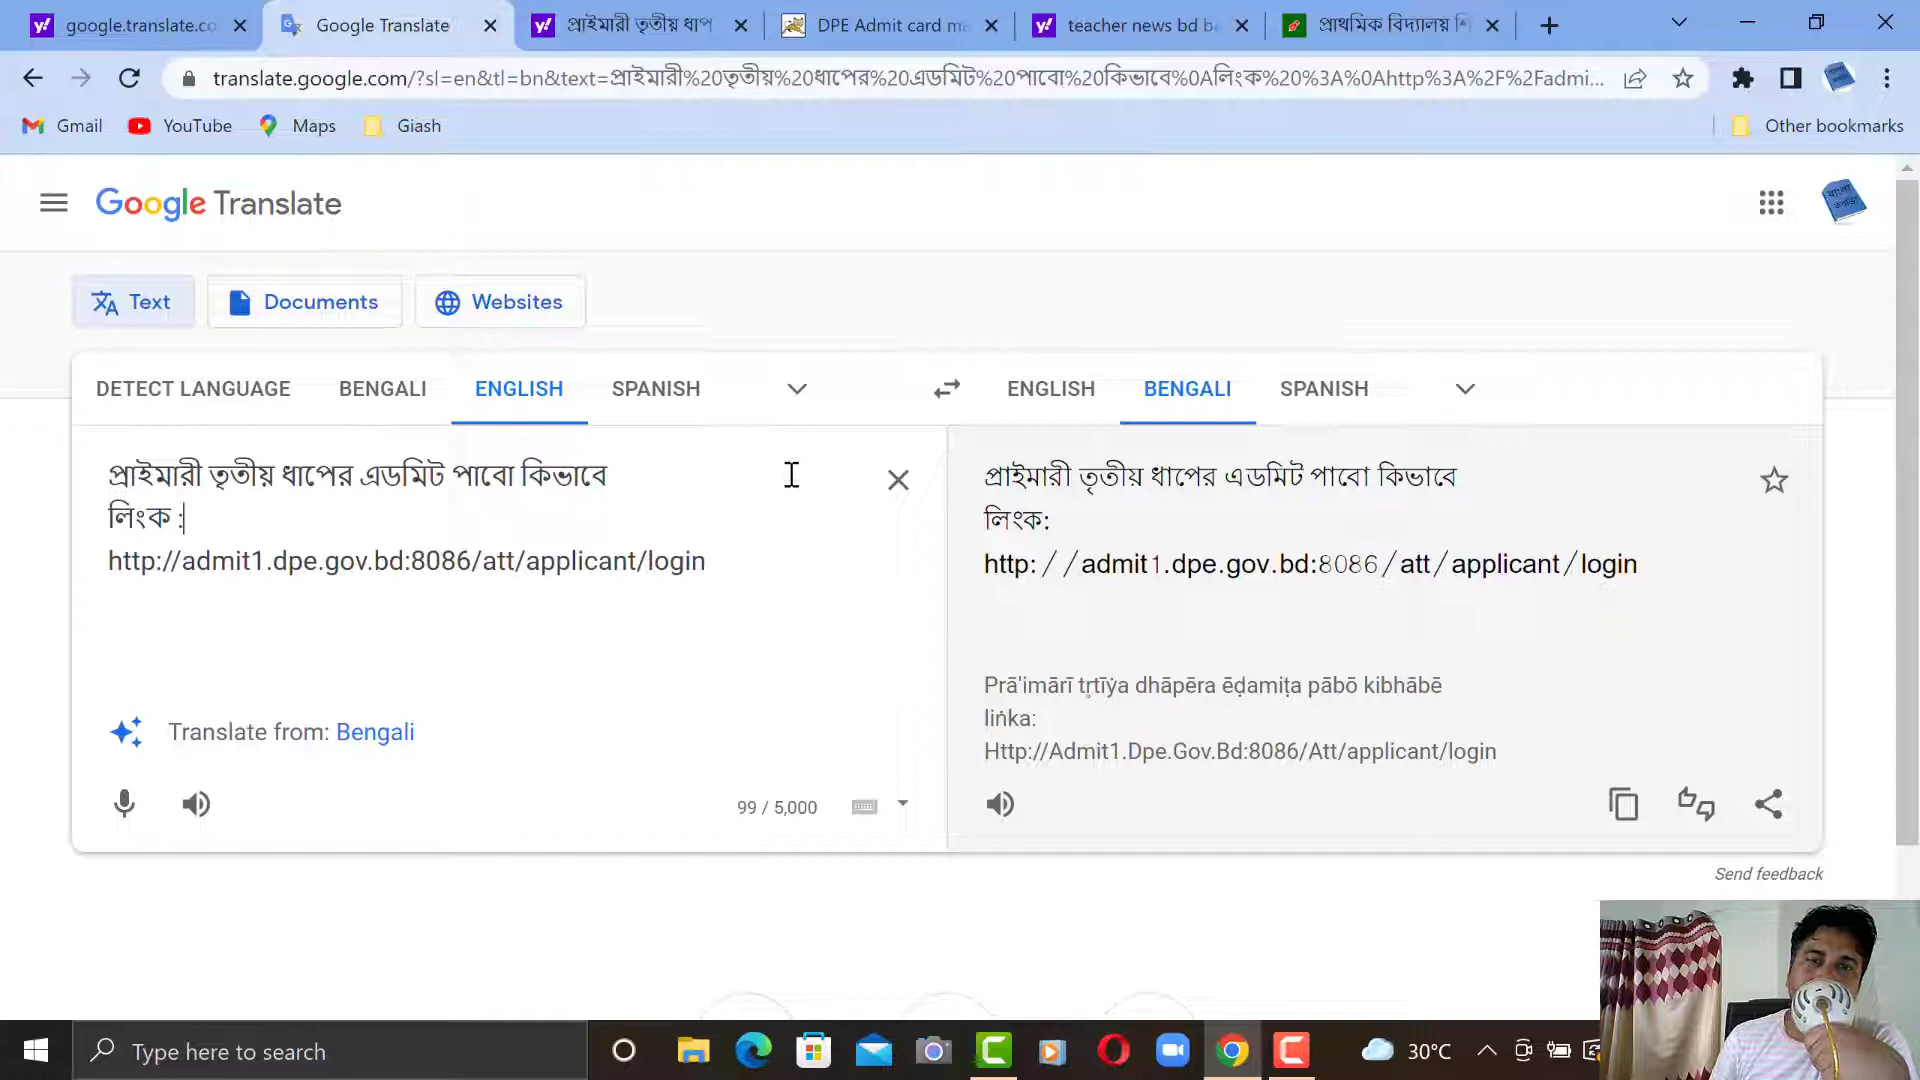 google.translate.co
Google Translate
প্রাইমারী তৃতীয় ধাপ
DPE Admit card ma
teacher news bd ba
প্রাথমিক বিদ্যালয় শি
translate.google.com/?sl=en&tl=bn&text=প্রাইমারী%20তৃতীয়%20ধাপের%20এডমিট%20পাবো%20কিভাবে%0Aলিংক%20%3A%0Ahttp%3A%2F%2Fadmi...
Gmail
YouTube
Maps
Giash
Other bookmarks
Google Translate
Text
Documents
Websites
DETECT LANGUAGE
BENGALI
ENGLISH
SPANISH
ENGLISH
BENGALI
SPANISH
প্রাইমারী তৃতীয় ধাপের এডমিট পাবো কিভাবে
লিংক :
http://admit1.dpe.gov.bd:8086/att/applicant/login
প্রাইমারী তৃতীয় ধাপের এডমিট পাবো কিভাবে
লিংক:
http: //admit1.dpe.gov.bd:8086/att/applicant/login
Prā'imārī tr̥tīẏa dhāpēra ēḍamiṭa pābō kibhābē
liṅka:
Http://Admit1.Dpe.Gov.Bd:8086/Att/applicant/login
Translate from: Bengali
99 / 5,000
Send feedback
Type here to search
30°C